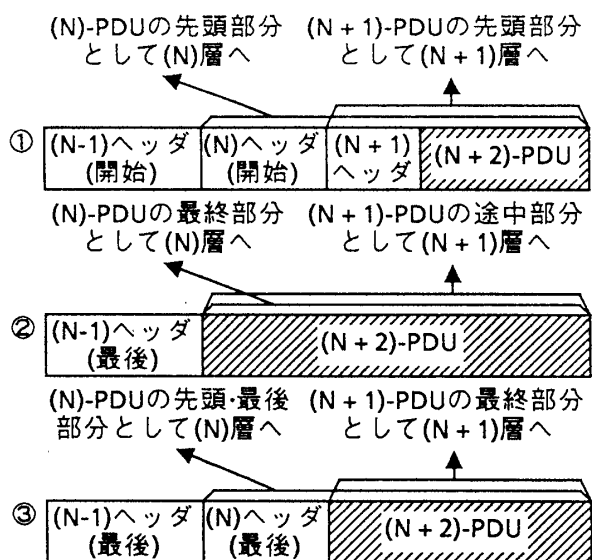 (N)-PDUの先頭部分
として(N)層へ
(N + 1)-PDUの先頭部分
として(N + 1)層へ
①
(N-1)ヘッダ
(開始)
(N)ヘッダ
(開始)
(N + 1)
ヘッダ
(N + 2)-PDU
(N)-PDUの最終部分
として(N)層へ
(N + 1)-PDUの途中部分
として(N + 1)層へ
②
(N-1)ヘッダ
(最後)
(N + 2)-PDU
(N)-PDUの先頭·最後
部分として(N)層へ
(N + 1)-PDUの最終部分
として(N + 1)層へ
③
(N-1)ヘッダ
(最後)
(N)ヘッダ
(最後)
(N + 2)-PDU